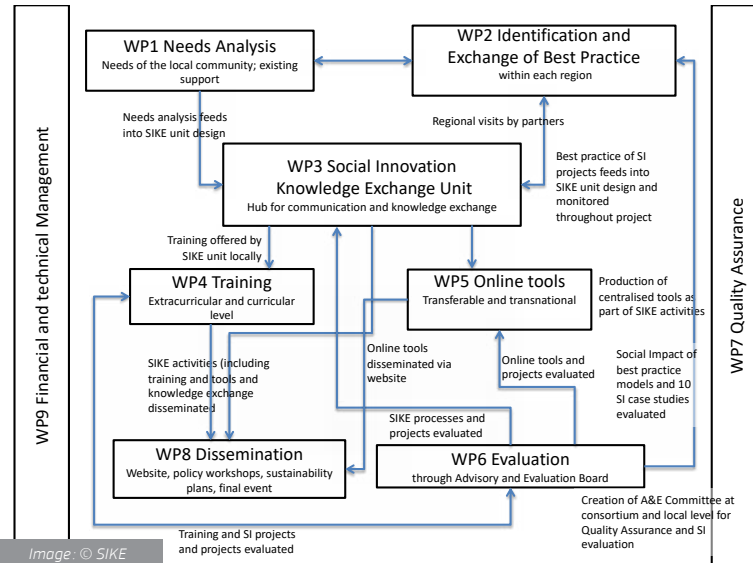 WP1 Needs Analysis
Needs of the local community; existing
support
WP2 Identification and
Exchange of Best Practice
within each region
Needs analysis feeds
into SIKE unit design
Regional visits by partners
WP3 Social Innovation
Knowledge Exchange Unit
Hub for communication and knowledge exchange
Best practice of SI
projects feeds into
SIKE unit design and
monitored
throughout project
Training offered by
SIKE unit locally
WP4 Training
Extracurricular and curricular
level
WP5 Online tools
Transferable and transnational
Production of
centralised tools as
part of SIKE activities
SIKE activities (including
training and tools and
knowledge exchange
disseminated
Online tools
disseminated via
website
Online tools and
projects evaluated
Social Impact of
best practice
models and 10
SI case studies
evaluated
SIKE processes and
projects evaluated
WP8 Dissemination
Website, policy workshops, sustainability
plans, final event
WP6 Evaluation
through Advisory and Evaluation Board
Creation of A&E Committee at
consortium and local level for
Quality Assurance and SI
evaluation
Training and SI projects
and projects evaluated
WP9 Financial and technical Management
WP7 Quality Assurance
Image: © SIKE